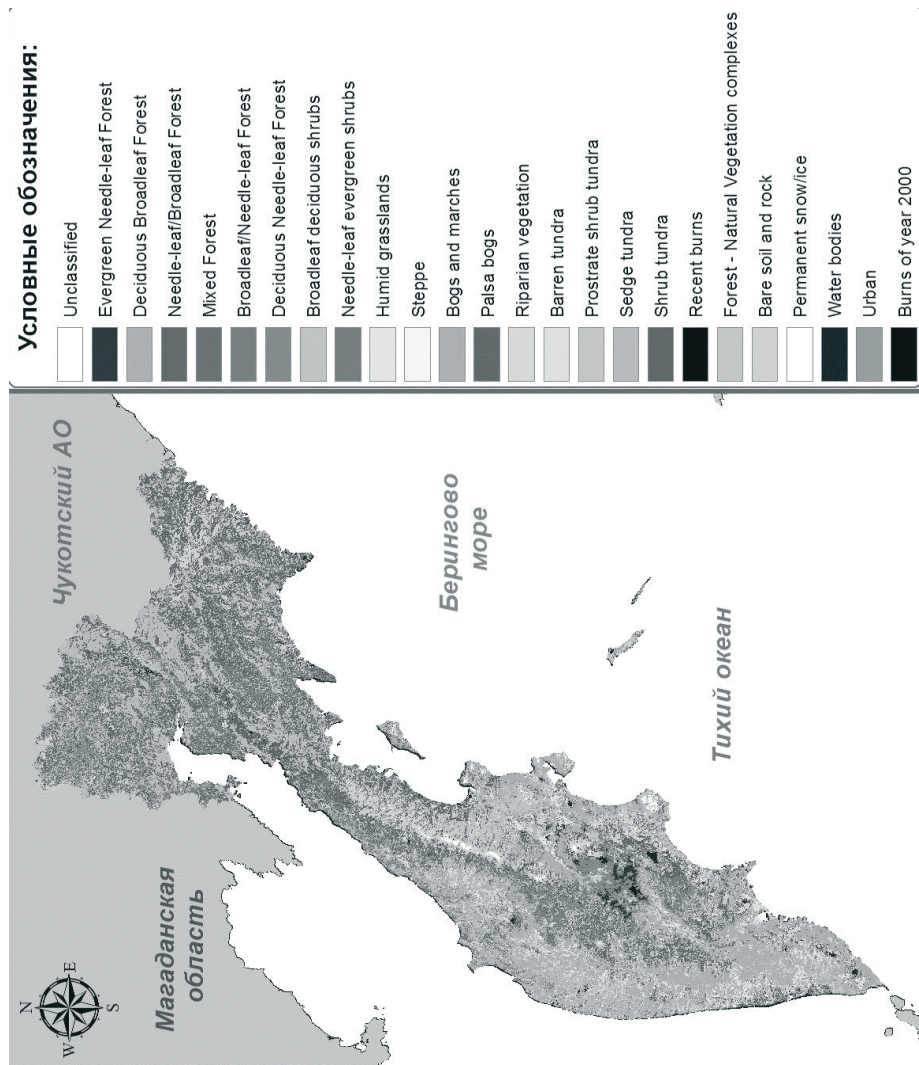 Условные обозначения:
Unclassified
Evergreen Needle-leaf Forest
Deciduous Broadleaf Forest
Needle-leaf/Broadleaf Forest
Mixed Forest
Broadleaf/Needle-leaf Forest
Deciduous Needle-leaf Forest
Broadleaf deciduous shrubs
Needle-leaf evergreen shrubs
Humid grasslands
Steppe
Bogs and marches
Palsa bogs
Riparian vegetation
Barren tundra
Prostrate shrub tundra
Sedge tundra
Shrub tundra
Recent burns
Forest - Natural Vegetation complexes
Bare soil and rock
Permanent snow/ice
Water bodies
Urban
Burns of year 2000
Чукотский АО
Берингово
море
Тихий океан
Магаданская
область
N
E
S
W